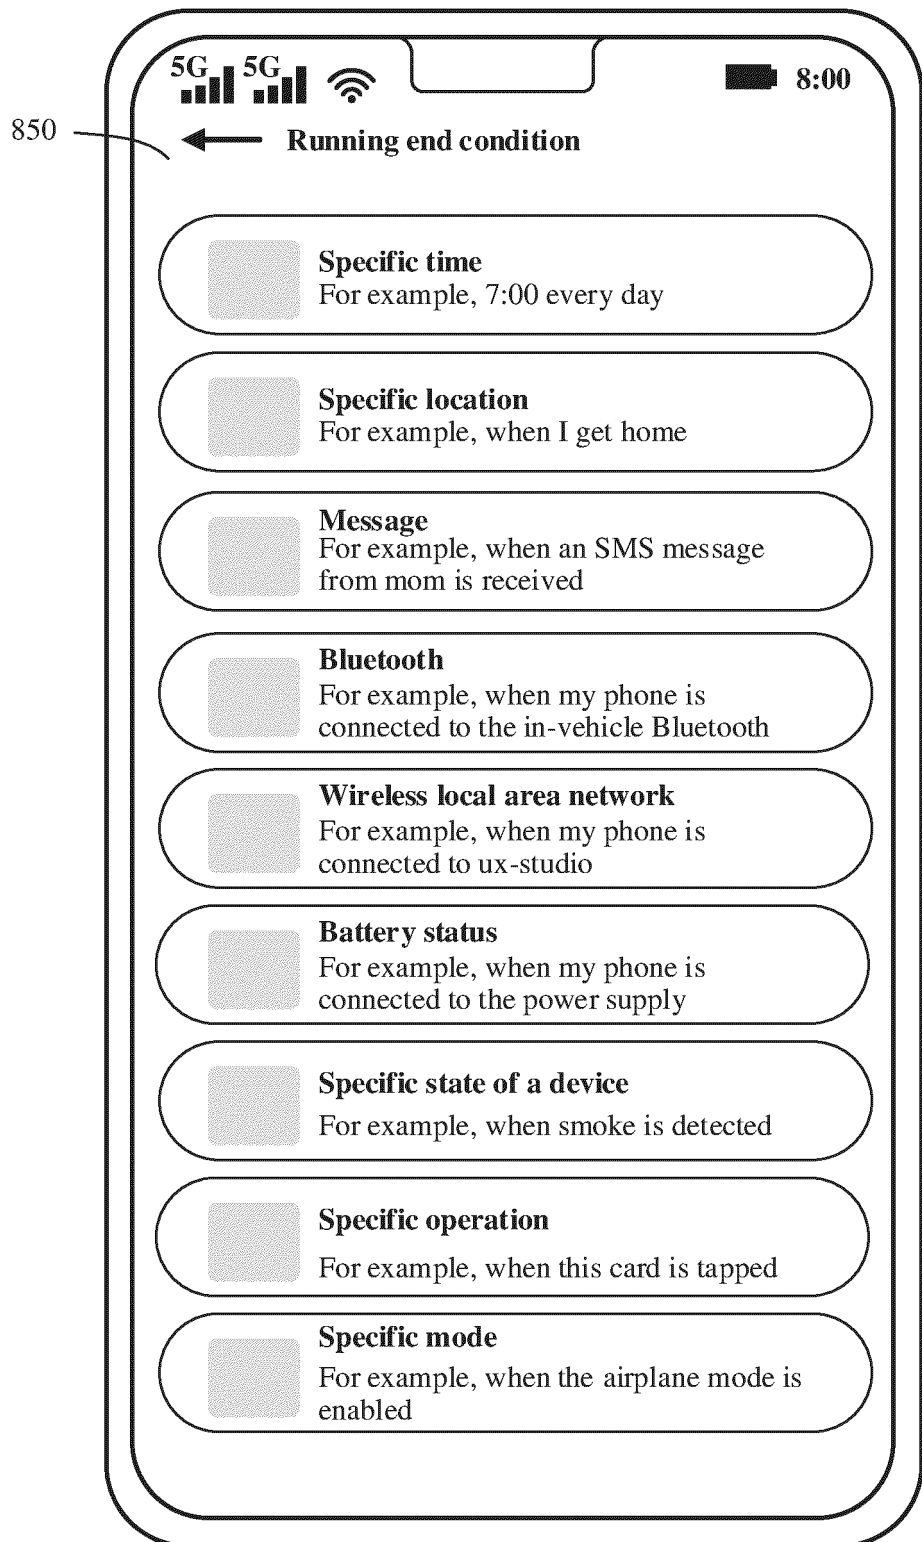 5G 5G 8:00
850
Running end condition
Specific time
For example, 7:00 every day
Specific location
For example, when I get home
Message
For example, when an SMS message
from mom is received
Bluetooth
For example, when my phone is
connected to the in-vehicle Bluetooth
Wireless local area network
For example, when my phone is
connected to ux-studio
Battery status
For example, when my phone is
connected to the power supply
Specific state of a device
For example, when smoke is detected
Specific operation
For example, when this card is tapped
Specific mode
For example, when the airplane mode is
enabled